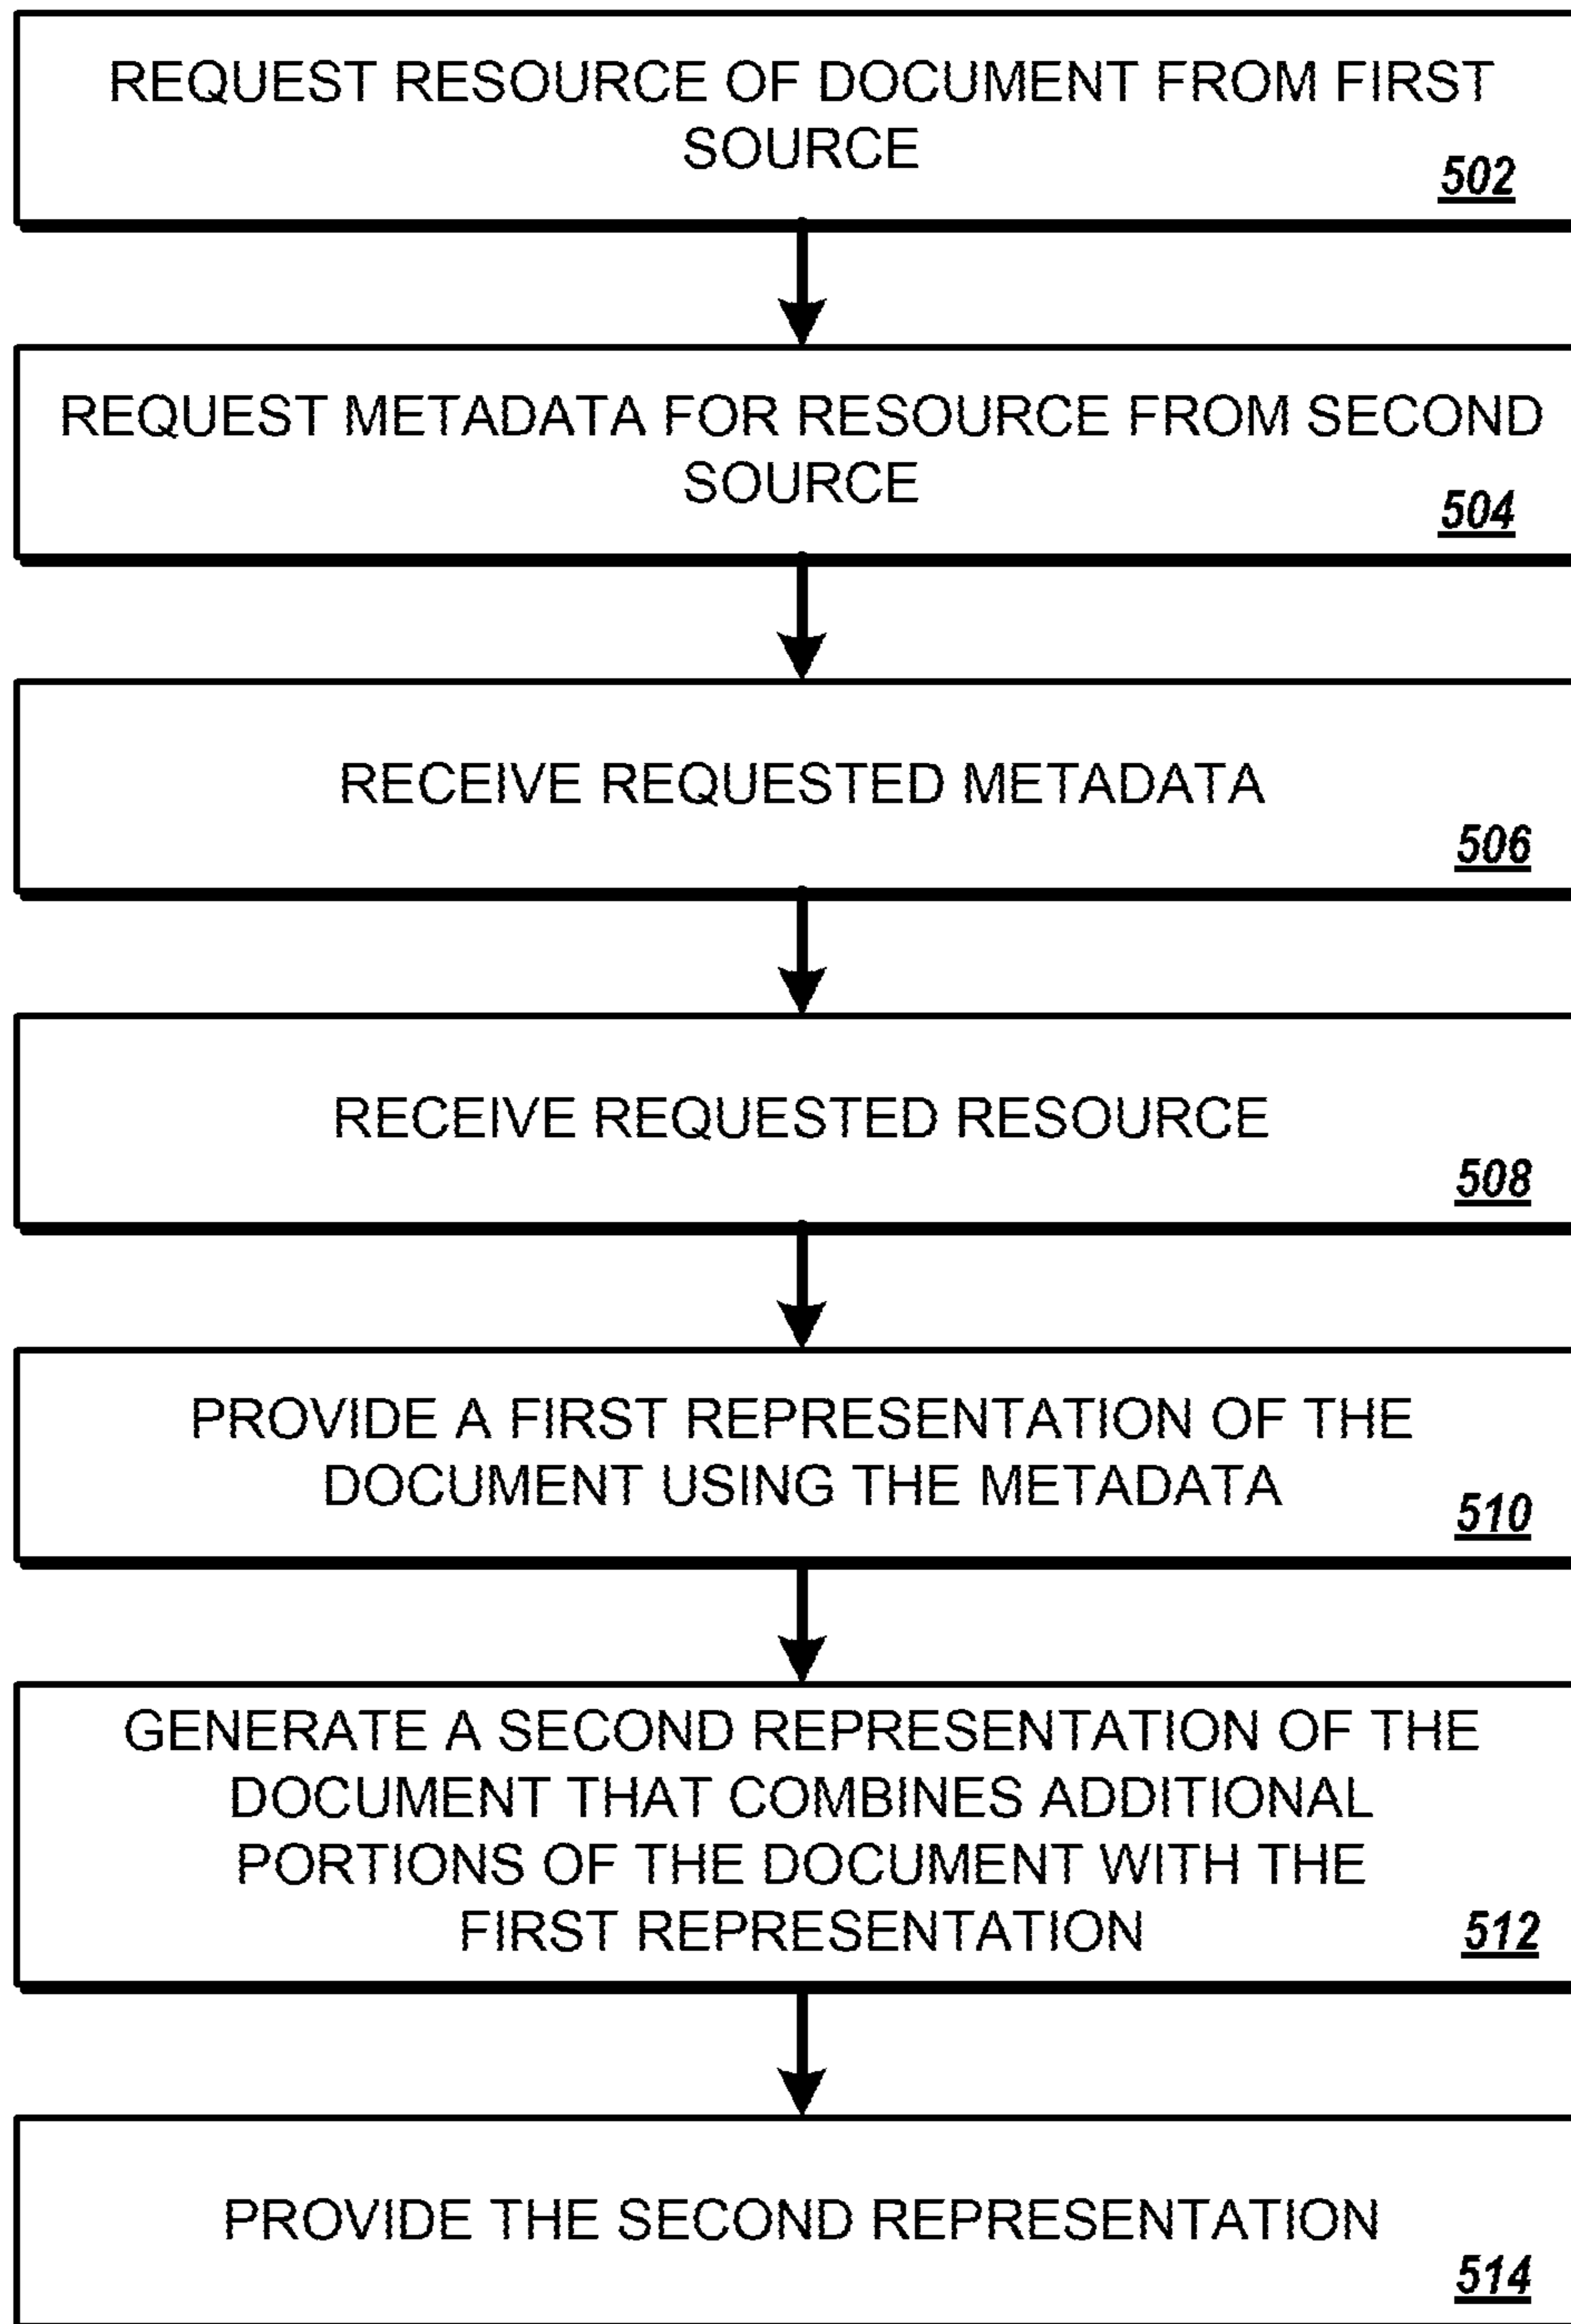 REQUEST RESOURCE OF DOCUMENT FROM FIRST
SOURCE
502
REQUEST METADATA FOR RESOURCE FROM SECOND
SOURCE
504
RECEIVE REQUESTED METADATA
506
RECEIVE REQUESTED RESOURCE
508
PROVIDE A FIRST REPRESENTATION OF THE
DOCUMENT USING THE METADATA
510
GENERATE A SECOND REPRESENTATION OF THE
DOCUMENT THAT COMBINES ADDITIONAL
PORTIONS OF THE DOCUMENT WITH THE
FIRST REPRESENTATION
512
PROVIDE THE SECOND REPRESENTATION
514